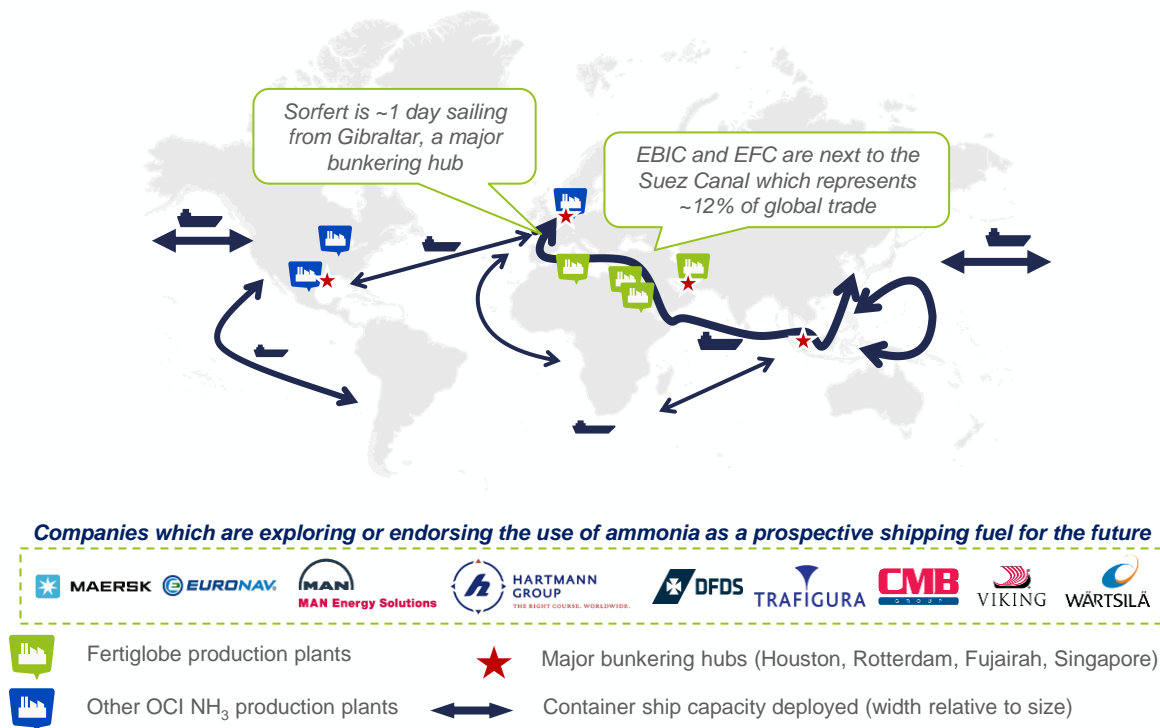 Sorfert is ~1 day sailing
from Gibraltar, a major
bunkering hub
EBIC and EFC are next to the
Suez Canal which represents
~12% of global trade
Companies which are exploring or endorsing the use of ammonia as a prospective shipping fuel for the future
MAERSK
EURONAV
MAN
MAN Energy Solutions
h
HARTMANN
GROUP
THE RIGHT COURSE. WORLDWIDE.
DFDS
TRAFIGURA
CMB
GROUP
VIKING
WÄRTSILÄ
Fertiglobe production plants
Major bunkering hubs (Houston, Rotterdam, Fujairah, Singapore)
Other OCI NH₃ production plants
Container ship capacity deployed (width relative to size)